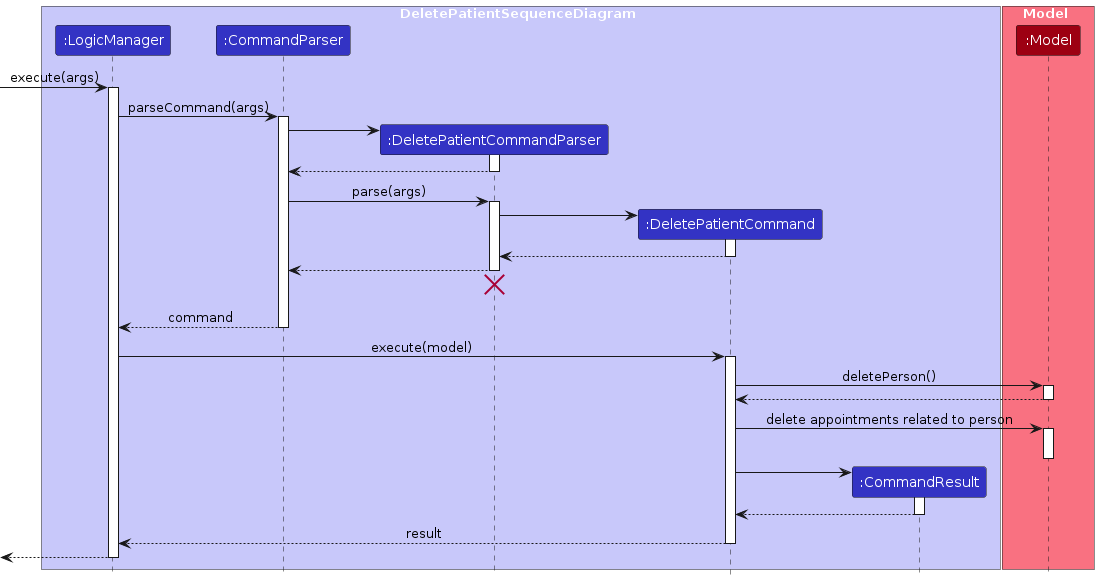 DeletePatientSequenceDiagram
Model
:LogicManager
:CommandParser
:Model
execute(args)
parseCommand(args)
:DeletePatientCommandParser
parse(args)
:DeletePatientCommand
command
execute(model)
deletePerson()
delete appointments related to person
:CommandResult
result